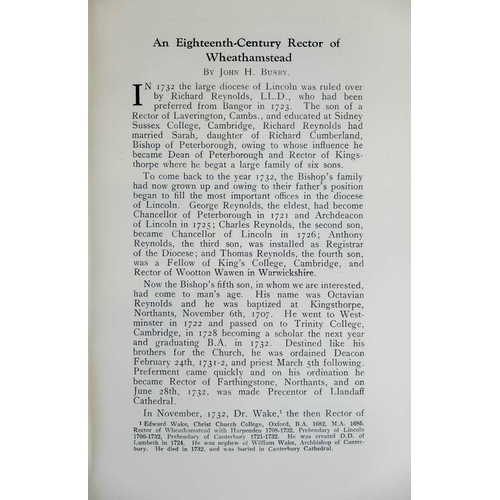 An Eighteenth-Century Rector of
Wheathamstead
By John H. Busby.
IN 1732 the large diocese of Lincoln was ruled over
by Richard Reynolds, LL.D., who had been
preferred from Bangor in 1723. The son of a
Rector of Laverington, Cambs., and educated at Sidney
Sussex College, Cambridge, Richard Reynolds had
married Sarah, daughter of Richard Cumberland,
Bishop of Peterborough, owing to whose influence he
became Dean of Peterborough and Rector of Kings-
thorpe where he begat a large family of six sons.
To come back to the year 1732, the Bishop's family
had now grown up and owing to their father's position
began to fill the most important offices in the diocese
of Lincoln. George Reynolds, the eldest, had become
Chancellor of Peterborough in 1721 and Archdeacon
of Lincoln in 1725; Charles Reynolds, the second son,
became Chancellor of Lincoln in 1726; Anthony
Reynolds, the third son, was installed as Registrar
of the Diocese; and Thomas Reynolds, the fourth son,
was a Fellow of King's College, Cambridge, and
Rector of Wootton Wawen in Warwickshire.
Now the Bishop's fifth son, in whom we are interested,
had come to man's age. His name was Octavian
Reynolds and he was baptized at Kingsthorpe,
Northants, November 6th, 1707. He went to West-
minster in 1722 and passed on to Trinity College,
Cambridge, in 1728 becoming a scholar the next year
and graduating B.A. in 1732. Destined like his
brothers for the Church, he was ordained Deacon
February 24th, 1731-2, and priest March 5th following.
Preferment came quickly and on his ordination he
became Rector of Farthingstone, Northants, and on
June 28th, 1732, was made Precentor of Llandaff
Cathedral.
In November, 1732, Dr. Wake,¹ the then Rector of
¹ Edward Wake, Christ Church College, Oxford, B.A. 1682, M.A. 1685.
Rector of Wheathamstead with Harpenden 1708-1732, Prebendary of Lincoln
1706-1732, Prebendary of Canterbury 1721-1732. He was created D.D. of
Lambeth in 1724. He was nephew of William Wake, Archbishop of Canter-
bury. He died in 1732, and was buried in Canterbury Cathedral.